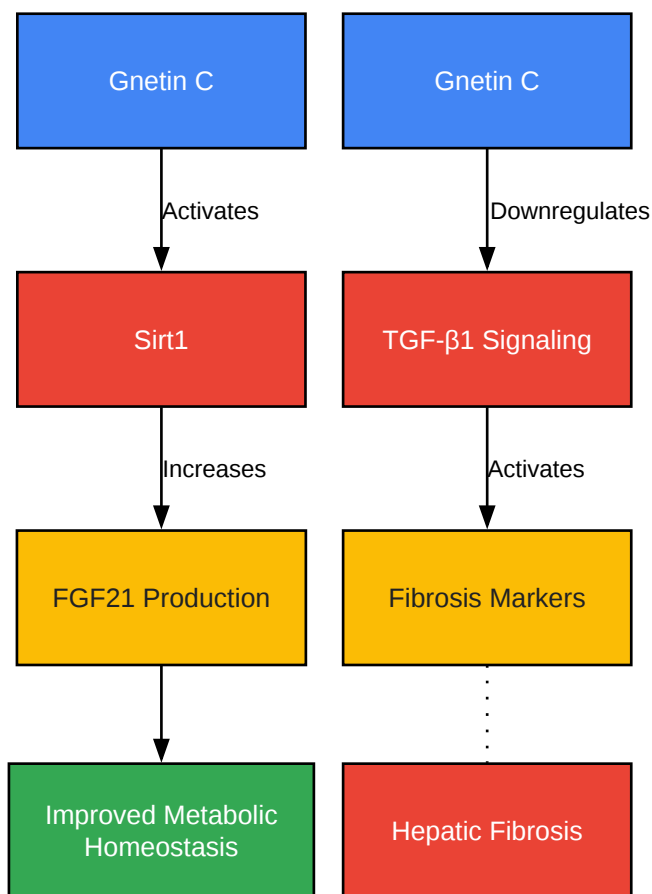 Gnetin C
Gnetin C
Activates
Downregulates
Sirt1
TGF-β1 Signaling
Increases
Activates
FGF21 Production
Fibrosis Markers
Improved Metabolic
Homeostasis
Hepatic Fibrosis